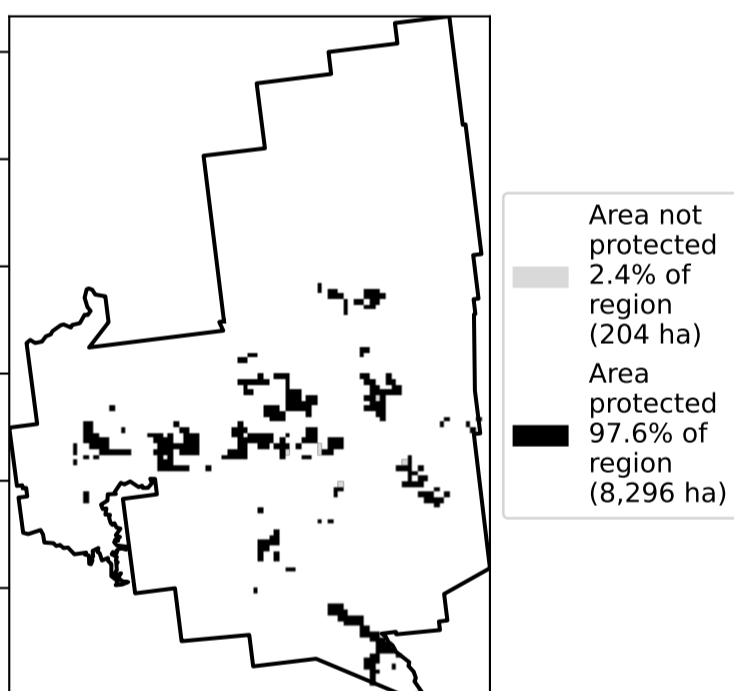 Area not
protected
2.4% of
region
(204 ha)
Area
protected
97.6% of
region
(8,296 ha)